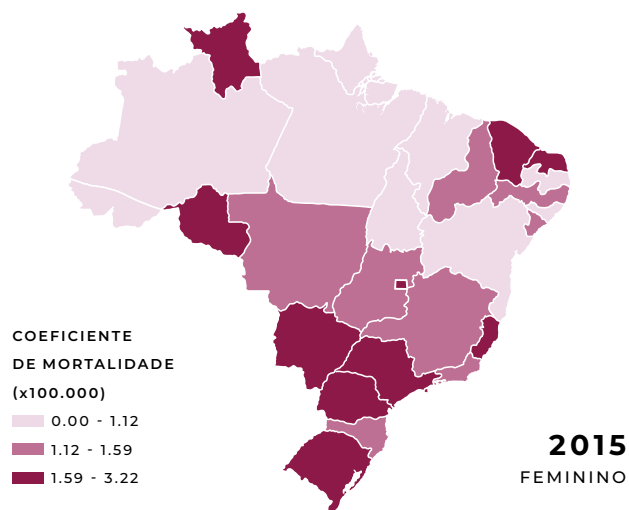 COEFICIENTE
DE MORTALIDADE
(x100.000)
0.00 - 1.12
1.12 - 1.59
1.59 - 3.22
2015
FEMININO